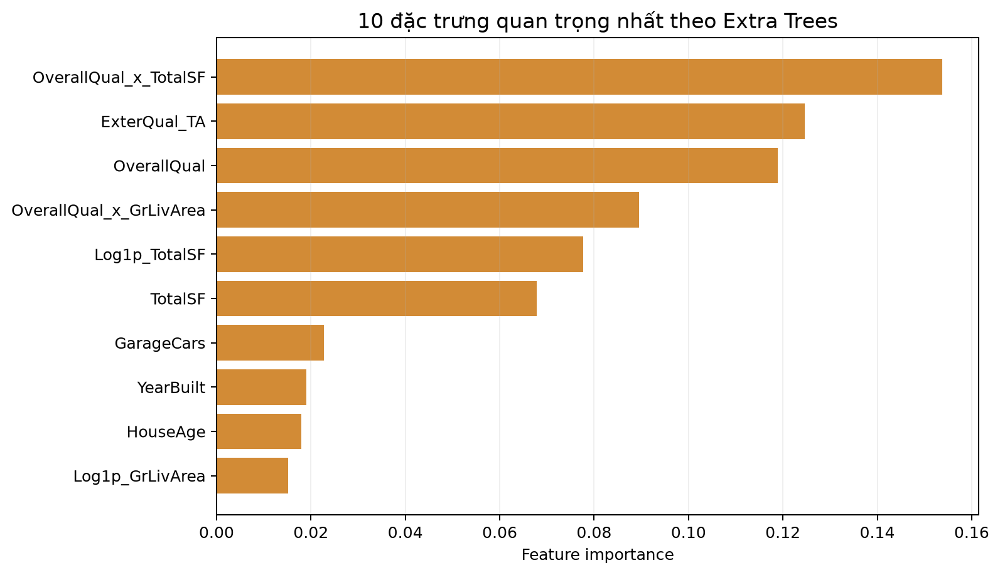 10 đặc trưng quan trọng nhất theo Extra Trees
OverallQual_x_TotalSF
ExterQual_TA
OverallQual
OverallQual_x_GrLivArea
Log1p_TotalSF
TotalSF
GarageCars
YearBuilt
HouseAge
Log1p_GrLivArea
0.00 0.02 0.04 0.06 0.08 0.10 0.12 0.14 0.16
Feature importance